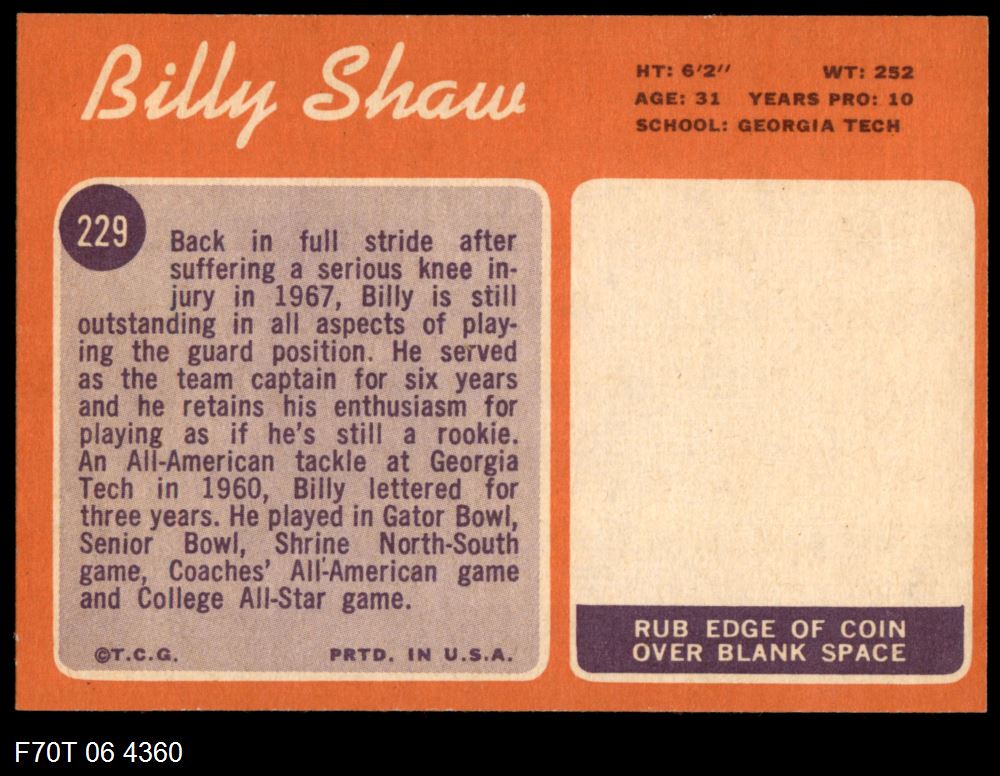 Billy Shaw
HT: 6'2" WT: 252
AGE: 31 YEARS PRO: 10
SCHOOL: GEORGIA TECH
229
Back in full stride after
suffering a serious knee in-
jury in 1967, Billy is still
outstanding in all aspects of play-
ing the guard position. He served
as the team captain for six years
and he retains his enthusiasm for
playing as if he's still a rookie.
An All-American tackle at Georgia
Tech in 1960, Billy lettered for
three years. He played in Gator Bowl,
Senior Bowl, Shrine North-South
game, Coaches' All-American game
and College All-Star game.
©T.C.G. PRTD. IN U.S.A.
RUB EDGE OF COIN
OVER BLANK SPACE
F70T 06 4360